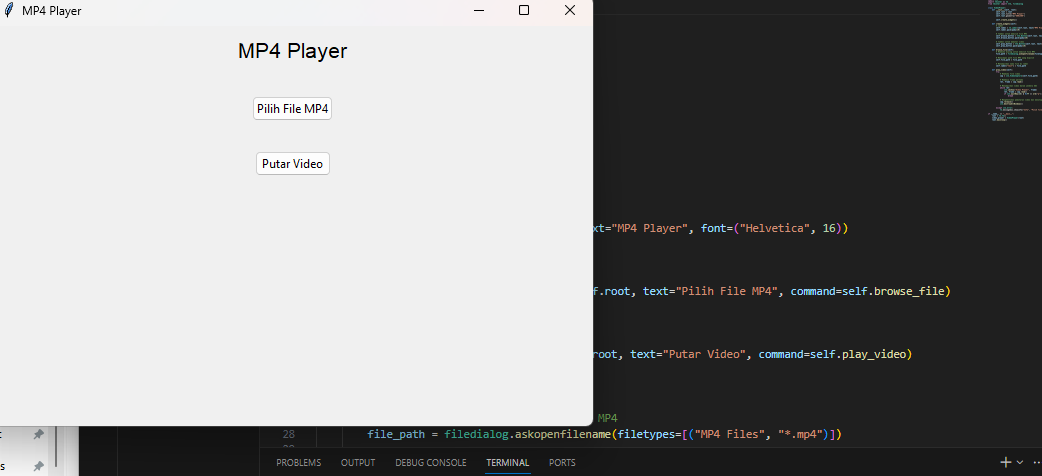 MP4 Player
MP4 Player
Pilih File MP4
Putar Video
xt="MP4 Player", font=("Helvetica", 16))
f.root, text="Pilih File MP4", command=self.browse_file)
root, text="Putar Video", command=self.play_video)
MP4
28 file_path = filedialog.askopenfilename(filetypes=[("MP4 Files", "*.mp4")])
PROBLEMS OUTPUT DEBUG CONSOLE TERMINAL PORTS